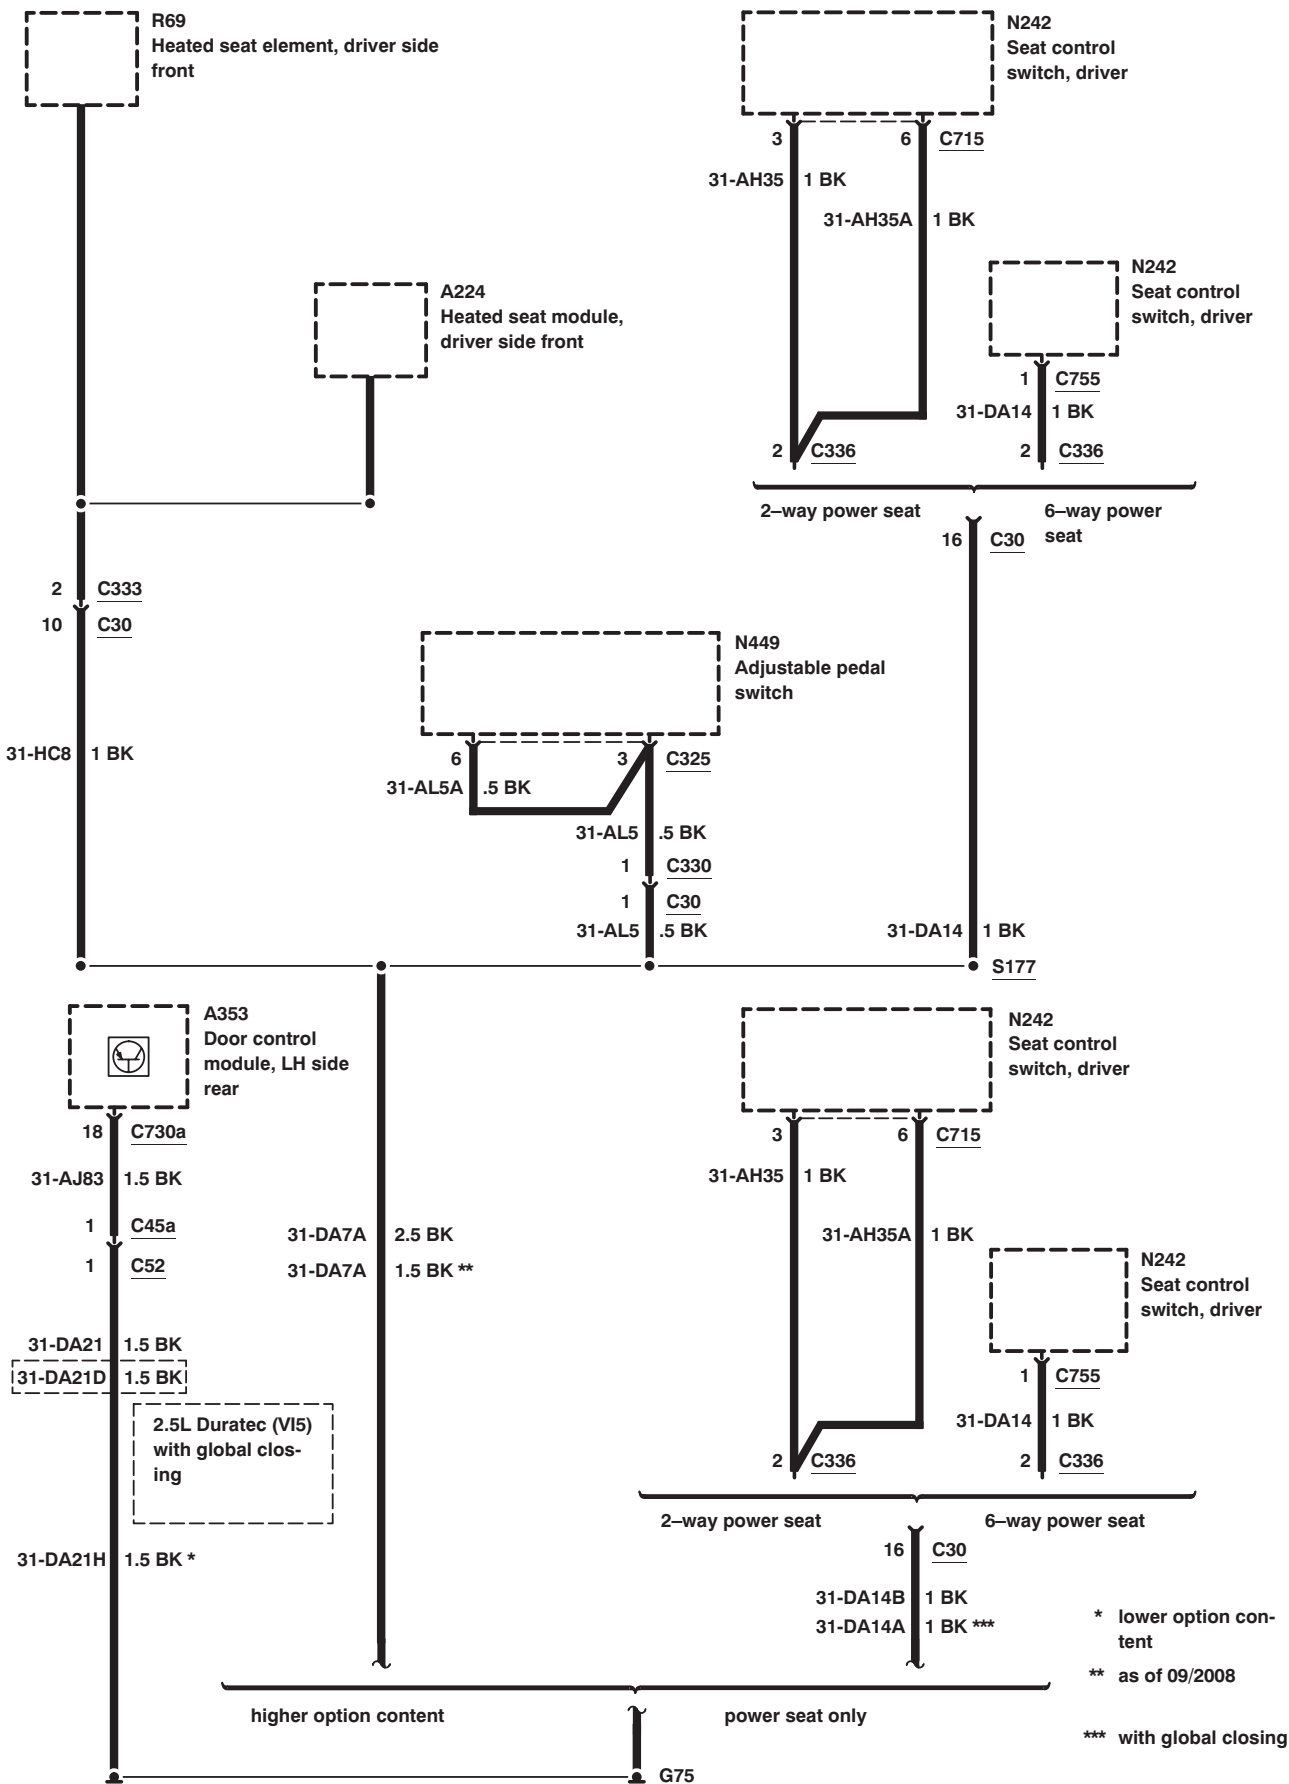 R69
Heated seat element, driver side
front
N242
Seat control
switch, driver
3
6
C715
31-AH35
1 BK
31-AH35A
1 BK
N242
Seat control
switch, driver
A224
Heated seat module,
driver side front
1
C755
31-DA14
1 BK
2
C336
2
C336
2–way power seat
6–way power
seat
16
C30
2
C333
10
C30
N449
Adjustable pedal
switch
31-HC8
1 BK
6
3
C325
31-AL5A
.5 BK
31-AL5
.5 BK
1
C330
1
C30
31-AL5
.5 BK
31-DA14
1 BK
S177
A353
Door control
module, LH side
rear
N242
Seat control
switch, driver
18
C730a
3
6
C715
31-AJ83
1.5 BK
31-AH35
1 BK
1
C45a
31-DA7A
2.5 BK
31-AH35A
1 BK
1
C52
31-DA7A
1.5 BK **
N242
Seat control
switch, driver
31-DA21
1.5 BK
31-DA21D
1.5 BK
1
C755
2.5L Duratec (VI5)
with global clos-
ing
31-DA14
1 BK
2
C336
2
C336
2–way power seat
6–way power seat
31-DA21H
1.5 BK *
16
C30
31-DA14B
1 BK
31-DA14A
1 BK ***
* lower option con-
tent
** as of 09/2008
*** with global closing
higher option content
power seat only
G75